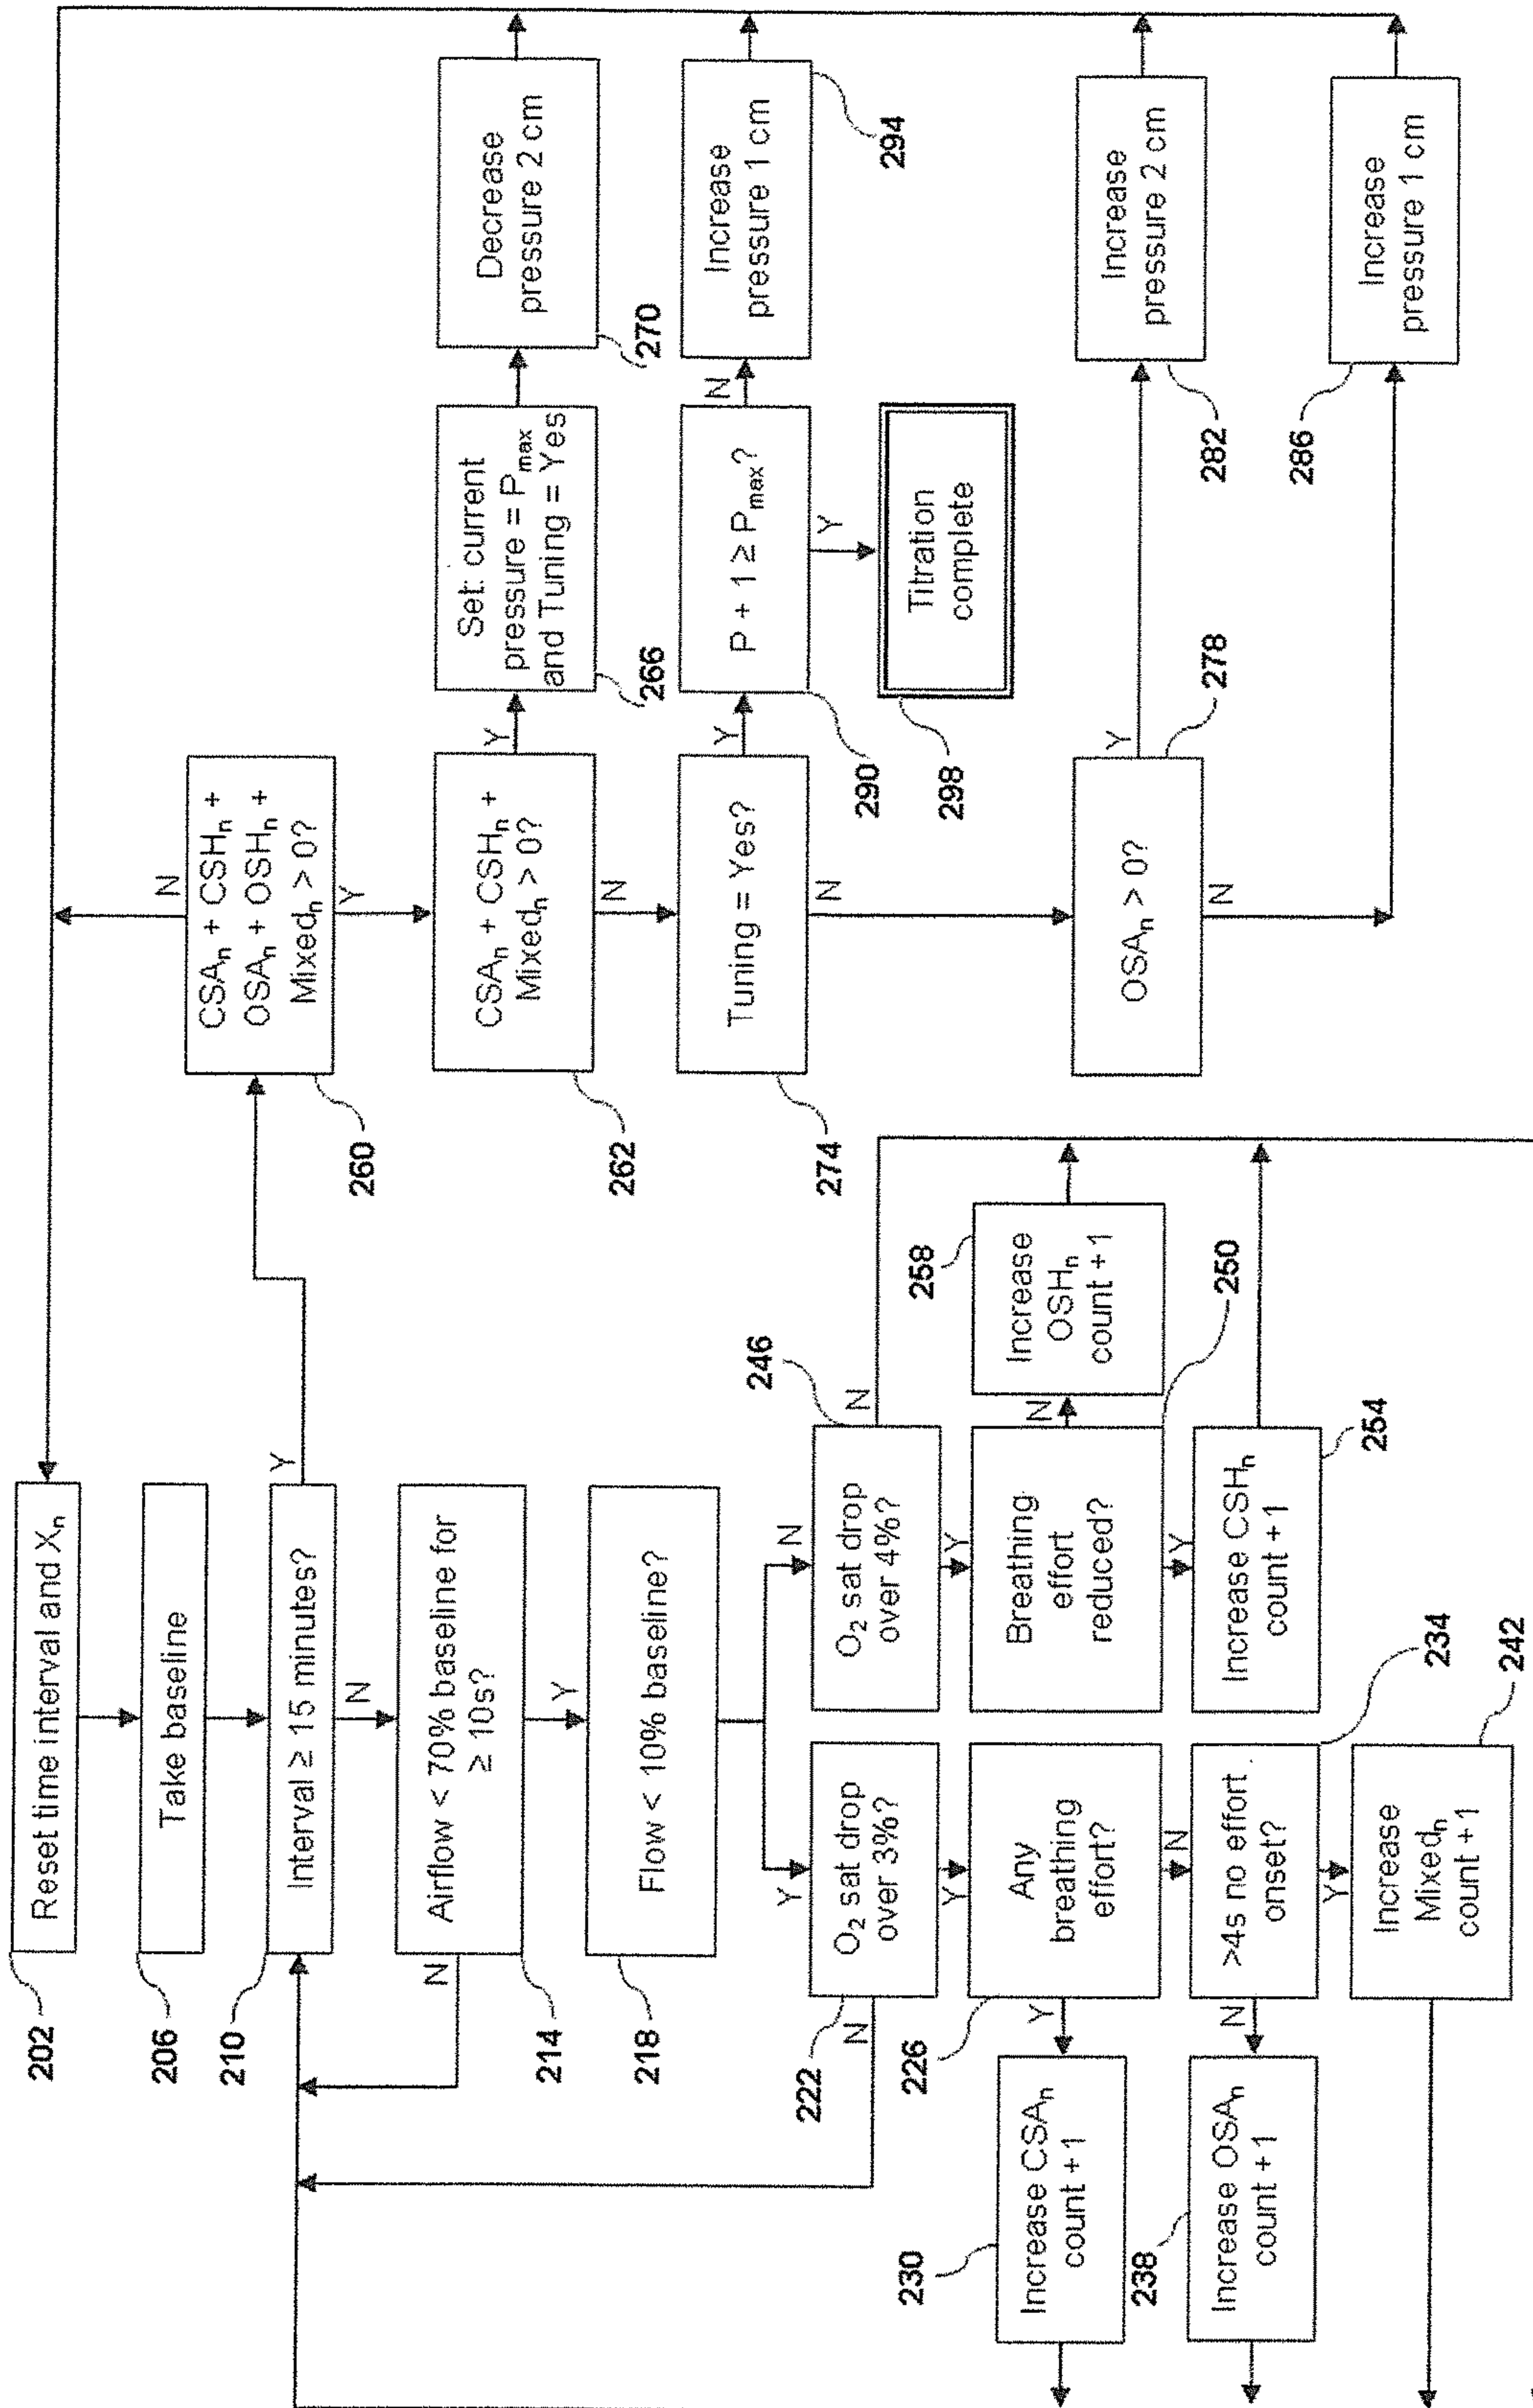 Reset time interval and Xₙ
202
Take baseline
206
Interval ≥ 15 minutes?
210
Y
N
Airflow < 70% baseline for
≥ 10s?
214
N
Y
Flow < 10% baseline?
218
Y
N
O₂ sat drop
over 3%?
222
N
Y
Any
breathing
effort?
226
Y
N
Increase CSAₙ
count +1
230
>4s no effort
onset?
234
N
Y
Increase OSAₙ
count +1
238
Increase
Mixedₙ
count +1
242
O₂ sat drop
over 4%?
246
N
Y
Breathing
effort
reduced?
250
N
Y
Increase CSHₙ
count +1
254
Increase
OSHₙ
count +1
258
CSAₙ + CSHₙ +
OSAₙ + OSHₙ +
Mixedₙ > 0?
260
N
Y
CSAₙ + CSHₙ +
Mixedₙ > 0?
262
Y
N
Set: current
pressure = Pmax
and Tuning = Yes
266
Decrease
pressure 2 cm
270
Tuning = Yes?
274
Y
N
P + 1 ≥ Pmax?
290
N
Y
Increase
pressure 1 cm
294
Titration
complete
298
OSAₙ > 0?
278
Y
N
Increase
pressure 2 cm
282
Increase
pressure 1 cm
286